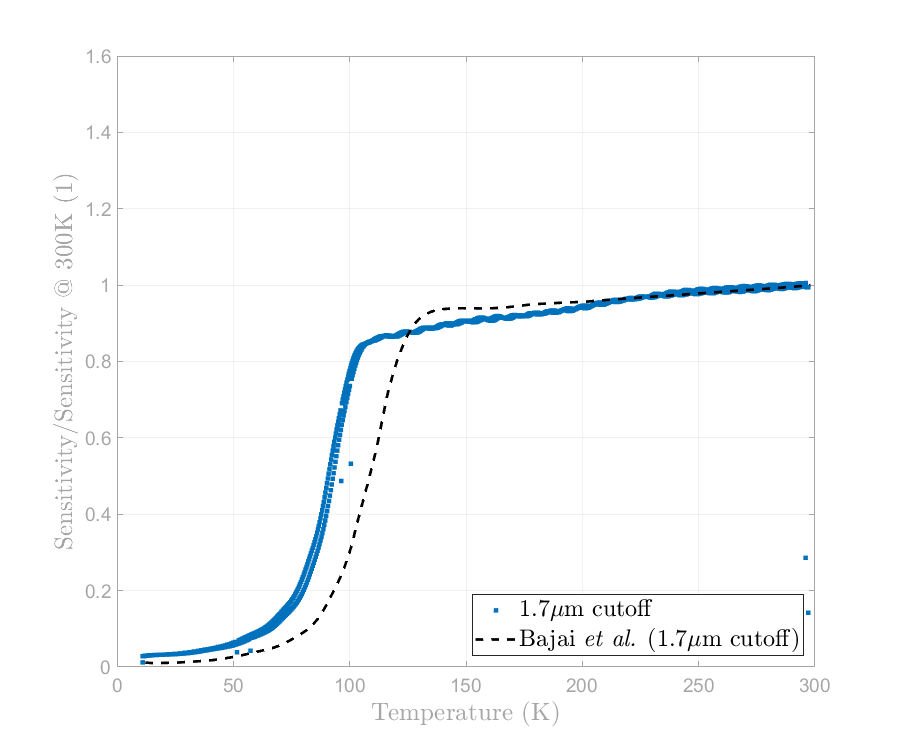 1.6
1.4
1.2
1
0.8
0.6
0.4
0.2
0
Sensitivity/Sensitivity @ 300K (1)
1.7μm cutoff
Bajai et al. (1.7μm cutoff)
0 50 100 150 200 250 300
Temperature (K)